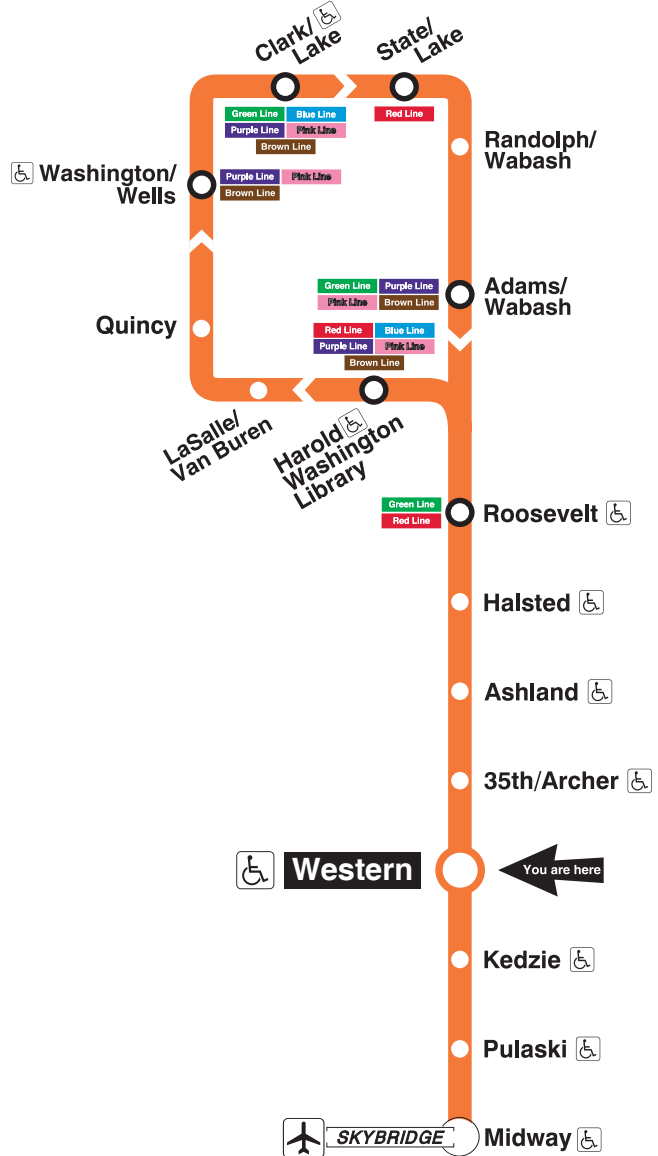 Clark/
Lake
State/
Lake
Green Line Blue Line
Purple Line Pink Line
Brown Line
Red Line
Randolph/
Wabash
Washington/
Wells
Purple Line Pink Line
Brown Line
Green Line Purple Line
Pink Line Brown Line
Adams/
Wabash
Quincy
Red Line Blue Line
Purple Line Pink Line
Brown Line
LaSalle/
Van Buren
Harold
Washington
Library
Green Line
Red Line
Roosevelt
Halsted
Ashland
35th/Archer
Western
You are here
Kedzie
Pulaski
SKYBRIDGE
Midway